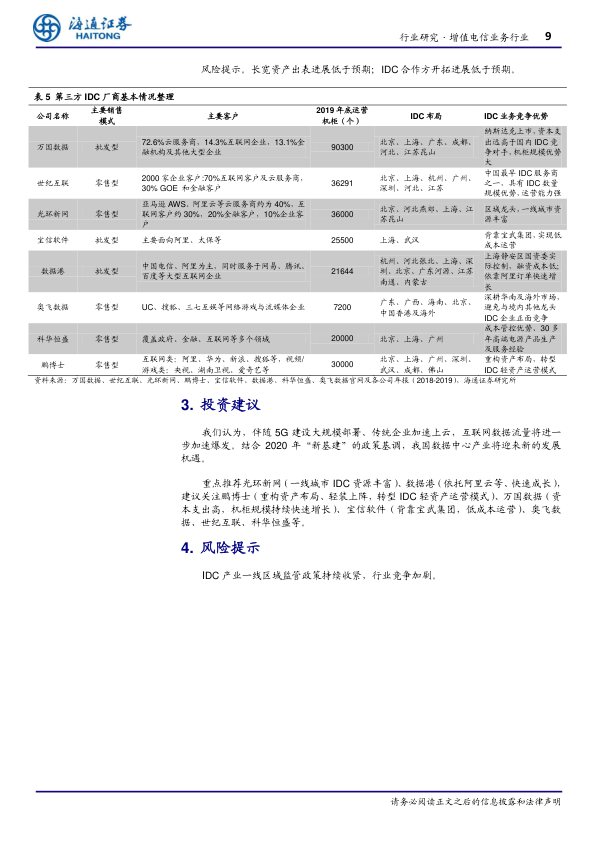 海通证券
HAITONG
行业研究·增值电信业务行业 9
风险提示。长宽资产出表进展低于预期；IDC 合作方开拓进展低于预期。
表 5 第三方 IDC 厂商基本情况整理
公司名称 主要销售模式 主要客户 2019 年底运营机柜（个） IDC 布局 IDC 业务竞争优势
万国数据 批发型 72.6%云服务商，14.3%互联网企业，13.1%金融机构及其他大型企业 90300 北京、上海、广东、成都、河北、江苏昆山 纳斯达克上市，资本支出远高于国内 IDC 竞争对手，机柜规模优势大
世纪互联 零售型 2000 家企业客户:70%互联网客户及云服务商，30% GOE 和金融客户 36291 北京、上海、杭州、广州、深圳、河北、江苏 中国最早 IDC 服务商之一，具有 IDC 数量规模优势、运营能力强
光环新网 零售型 亚马逊 AWS、阿里云等云服务商约为 40%、互联网客户约 30%，20%金融客户，10%企业客户 36000 北京、河北燕郊、上海、江苏昆山 区域龙头，一线城市资源丰富
宝信软件 批发型 主要面向阿里、太保等 25500 上海、武汉 背靠宝武集团，实现低成本运营
数据港 批发型 中国电信、阿里为主，同时服务于网易、腾讯、百度等大型互联网企业 21644 杭州、河北张北、上海、深圳、北京、广东河源、江苏南通、内蒙古 上海静安区国资委实际控制，融资成本低；依靠阿里订单快速增长
奥飞数据 零售型 UC、搜狐、三七互娱等网络游戏与流媒体企业 7200 广东、广西、海南、北京、中国香港及海外 深耕华南及海外市场，避免与境内其他龙头 IDC 企业正面竞争
科华恒盛 零售型 覆盖政府、金融、互联网等多个领域 20000 北京、上海、广州 成本管控优势、30 多年高端电源产品生产及服务经验
鹏博士 零售型 互联网类：阿里、华为、新浪、搜狐等，视频/游戏类：央视、湖南卫视、爱奇艺等 30000 北京、上海、广州、深圳、武汉、成都、佛山 重构资产布局，转型 IDC 轻资产运营模式
资料来源：万国数据、世纪互联、光环新网、鹏博士、宝信软件、数据港、科华恒盛、奥飞数据官网及各公司年报（2018-2019），海通证券研究所
3. 投资建议
我们认为，伴随 5G 建设大规模部署、传统企业加速上云，互联网数据流量将进一
步加速爆发。结合 2020 年“新基建”的政策基调，我国数据中心产业将迎来新的发展
机遇。
重点推荐光环新网（一线城市 IDC 资源丰富）、数据港（依托阿里云等、快速成长），
建议关注鹏博士（重构资产布局、轻装上阵，转型 IDC 轻资产运营模式）、万国数据（资
本支出高，机柜规模持续快速增长）、宝信软件（背靠宝武集团，低成本运营）、奥飞数
据、世纪互联、科华恒盛等。
4. 风险提示
IDC 产业一线区域监管政策持续收紧，行业竞争加剧。
请务必阅读正文之后的信息披露和法律声明